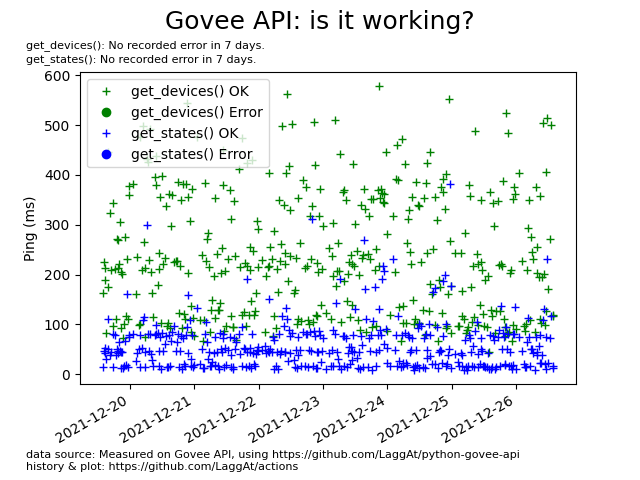 Govee API: is it working?
get_devices(): No recorded error in 7 days.
get_states(): No recorded error in 7 days.
600
500
400
300
200
100
0
Ping (ms)
get_devices() OK
get_devices() Error
get_states() OK
get_states() Error
2021-12-20
2021-12-21
2021-12-22
2021-12-23
2021-12-24
2021-12-25
2021-12-26
data source: Measured on Govee API, using https://github.com/LaggAt/python-govee-api
history & plot: https://github.com/LaggAt/actions